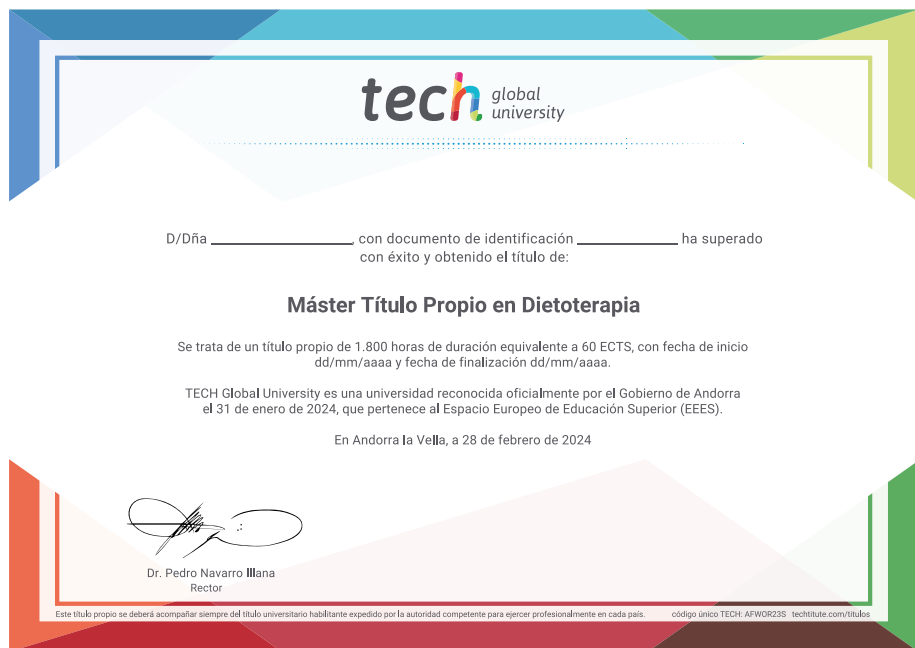 tech global university
D/Dña ____________________, con documento de identificación ______________ ha superado
con éxito y obtenido el título de:
Máster Título Propio en Dietoterapia
Se trata de un título propio de 1.800 horas de duración equivalente a 60 ECTS, con fecha de inicio
dd/mm/aaaa y fecha de finalización dd/mm/aaaa.
TECH Global University es una universidad reconocida oficialmente por el Gobierno de Andorra
el 31 de enero de 2024, que pertenece al Espacio Europeo de Educación Superior (EEES).
En Andorra la Vella, a 28 de febrero de 2024
Dr. Pedro Navarro Illana
Rector
Este título propio se deberá acompañar siempre del título universitario habilitante expedido por la autoridad competente para ejercer profesionalmente en cada país. código único TECH: AFWOR23S techtitute.com/titulos